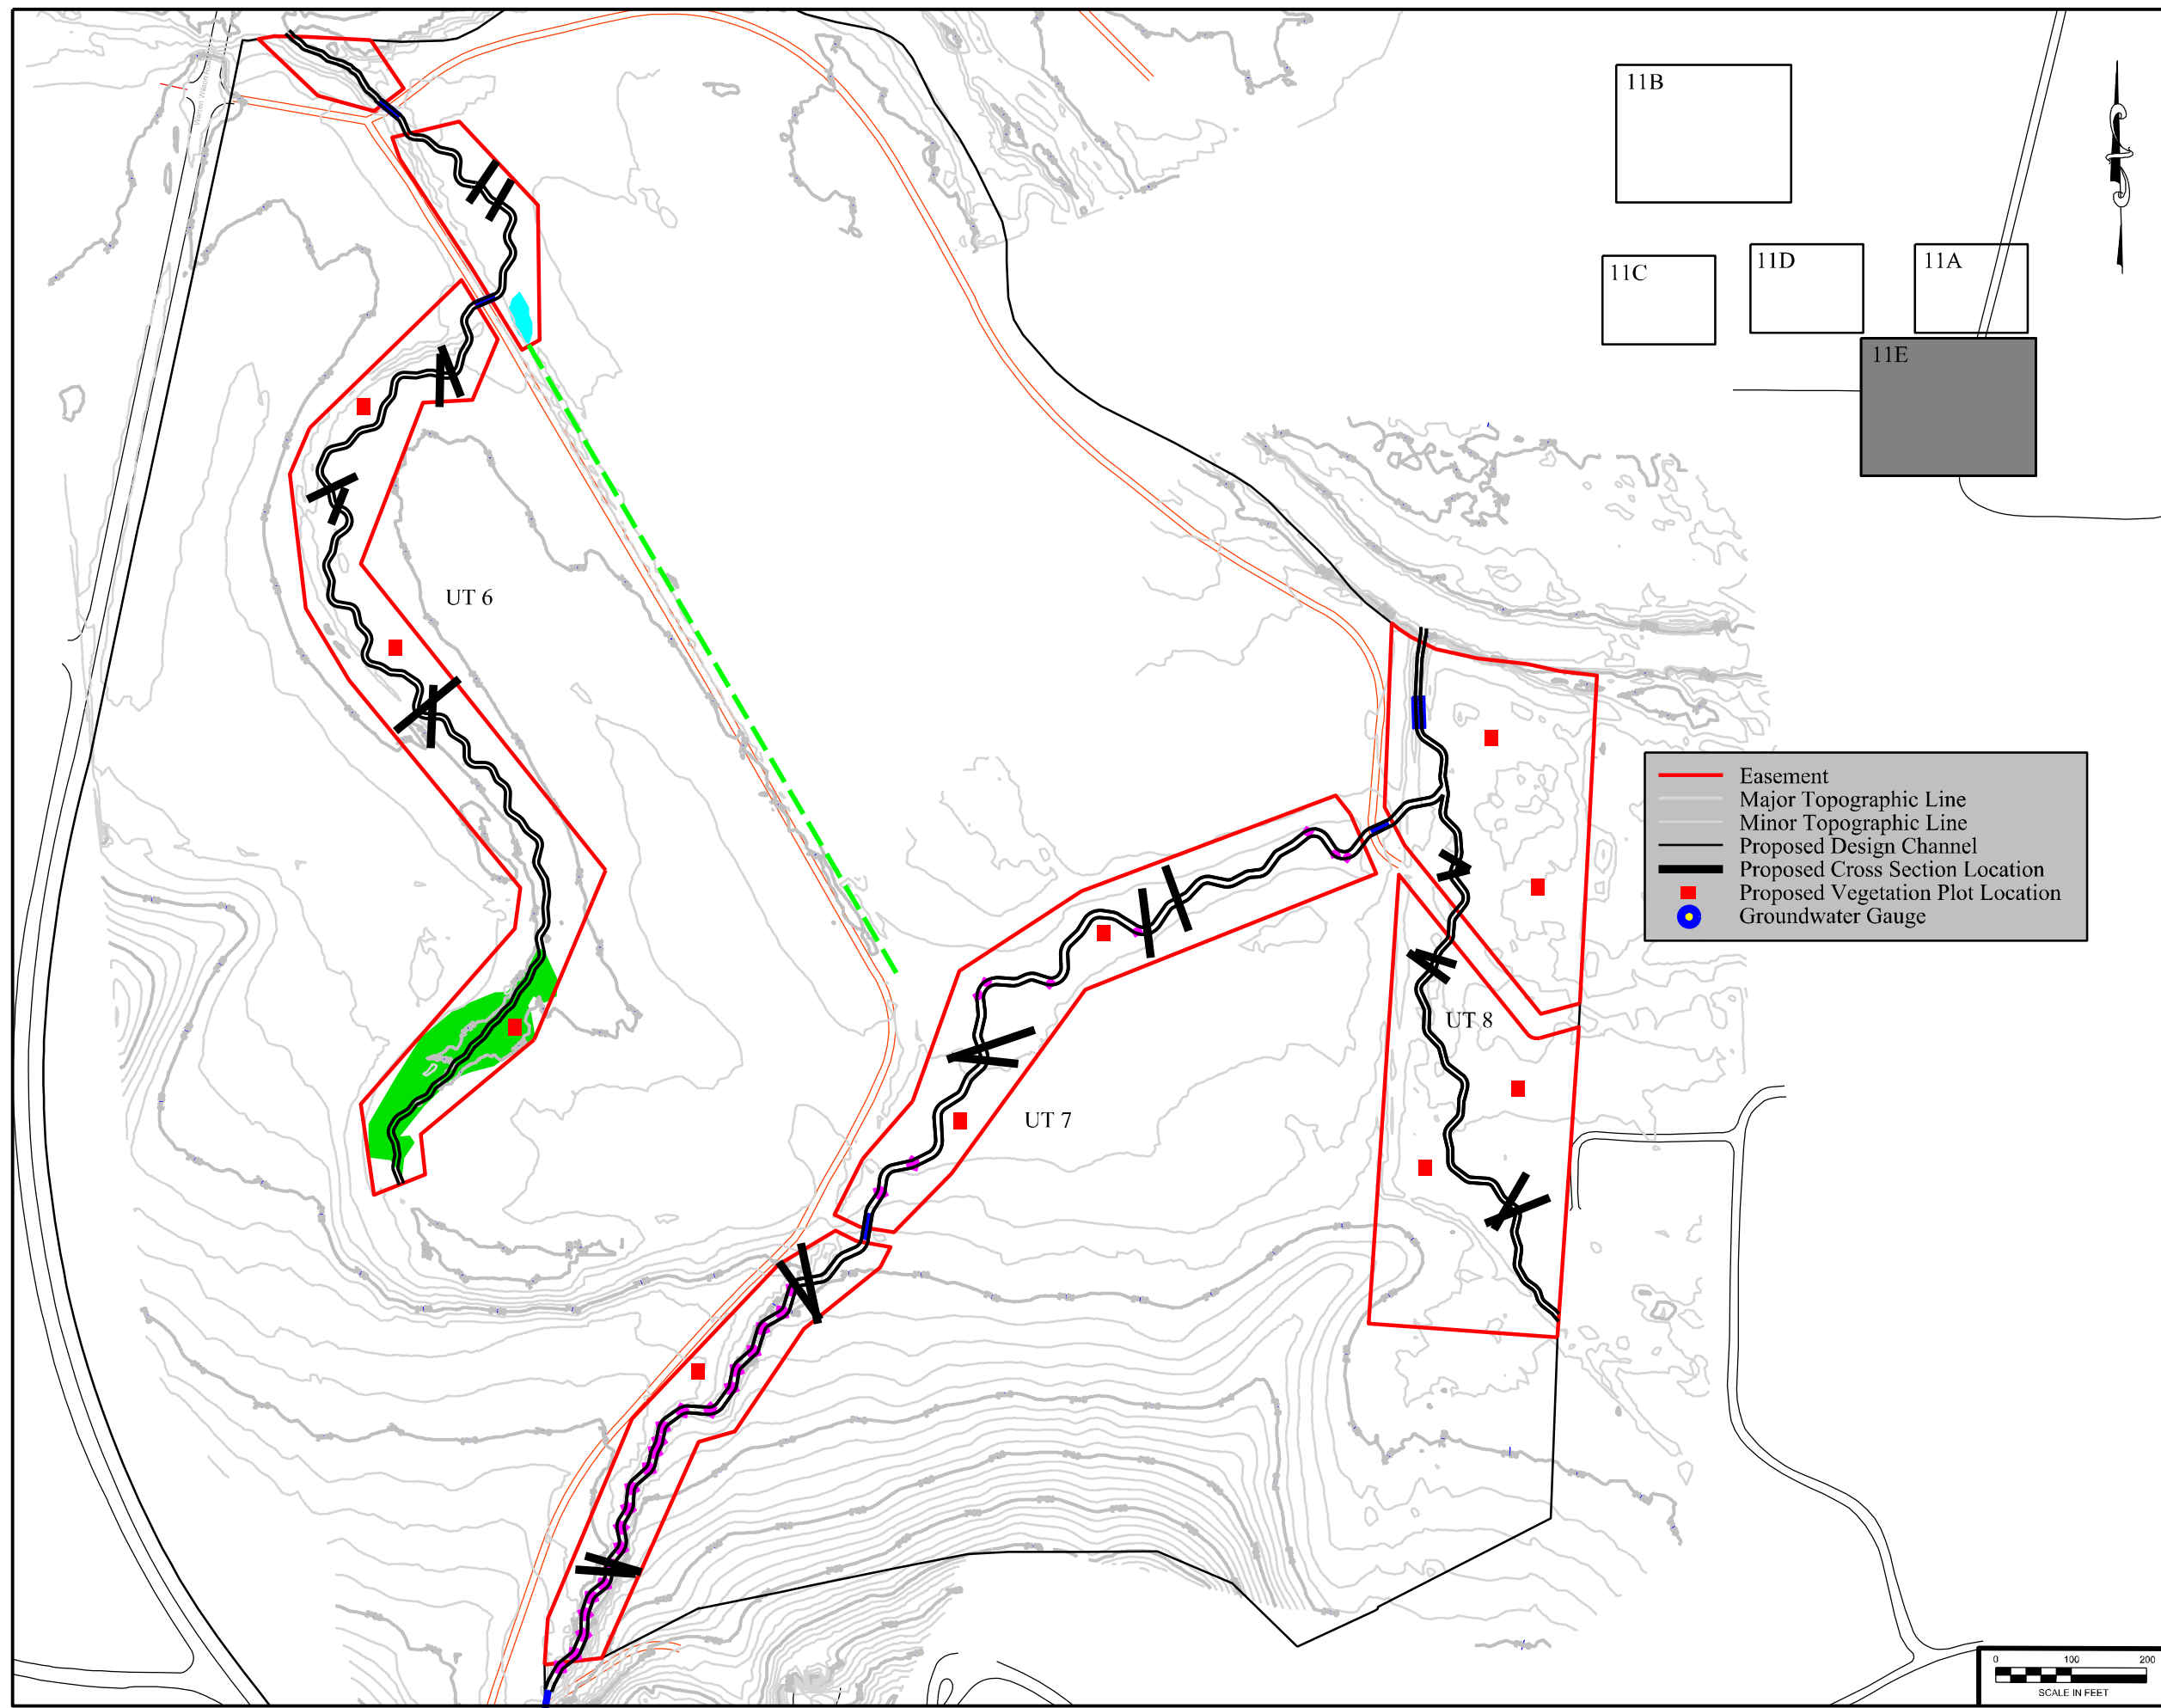 11B
11C
11D
11A
11E
UT 6
Easement
Major Topographic Line
Minor Topographic Line
Proposed Design Channel
Proposed Cross Section Location
Proposed Vegetation Plot Location
Groundwater Gauge
UT 8
UT 7
0 100 200
SCALE IN FEET